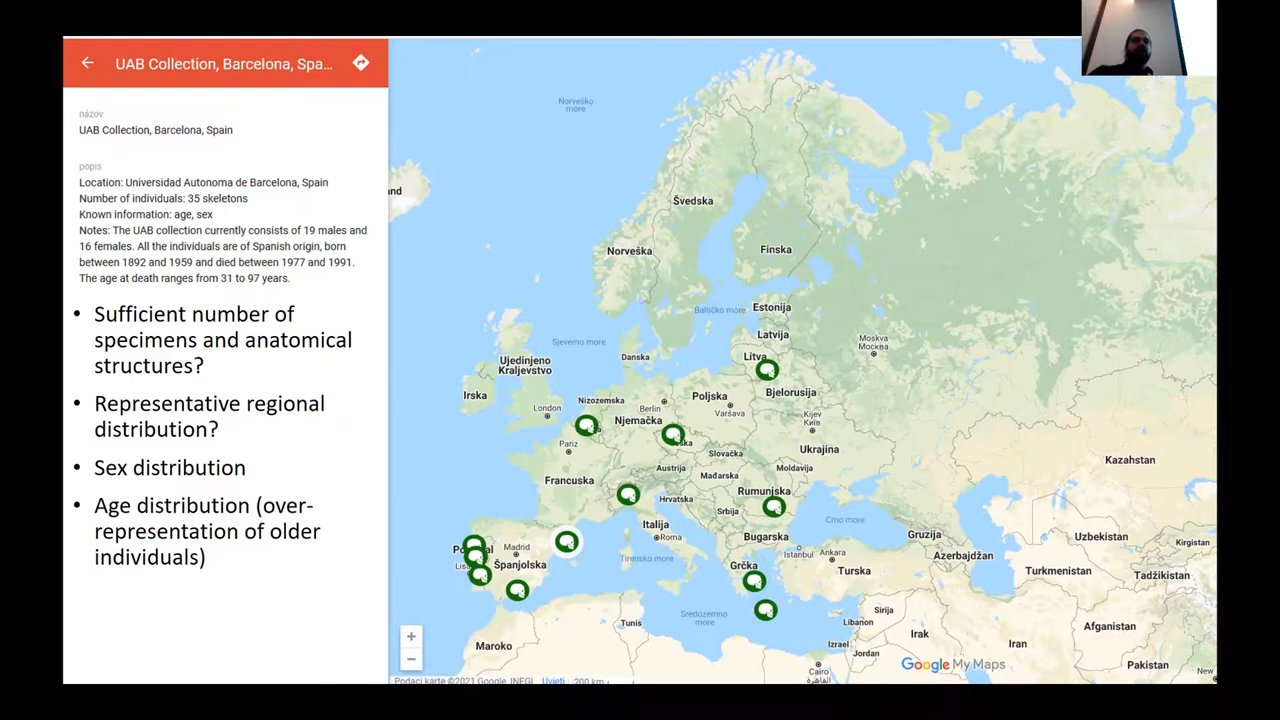 UAB Collection, Barcelona, Spa...
názov
UAB Collection, Barcelona, Spain
popis
Location: Universidad Autonoma de Barcelona, Spain
Number of individuals: 35 skeletons
Known information: age, sex
Notes: The UAB collection currently consists of 19 males and
16 females. All the individuals are of Spanish origin, born
between 1892 and 1959 and died between 1977 and 1991.
The age at death ranges from 31 to 97 years.
• Sufficient number of
specimens and anatomical
structures?
• Representative regional
distribution?
• Sex distribution
• Age distribution (over-
representation of older
individuals)
Norveško
more
nd
Švedska
Norveška
Finska
Baltičko more
Estonija
Latvija
Sjeverno more
Danska
Litva
Moskva
Москва
Ujedinjeno
Kraljevstvo
Irska
London
Nizozemska
Berlin
Njemačka
Poljska
Varšava
Bjelorusija
Kijev
Київ
Pariz
Ukrajina
Slovačka
Kazahstan
Austrija
Mađarska
Moldavija
Francuska
Hrvatska
Rumunjska
Srbija
Crno more
Italija
Roma
Bugarska
Gruzija
Uzbekistan
Kirgistan
Madrid
Španjolska
Tirensko more
Istanbul
Ankara
Azerbajdžan
Grčka
Turska
Turkmenistan
Tadžikistan
Sredozemno
more
Sirija
Tunis
Libanon
Afganistan
Maroko
Izrael
Irak
Iran
Jordan
Cairo
القاهرة
Pakistan
New
Google My Maps
Podaci karte ©2021 Google, INEGI
Uvjeti
200 km